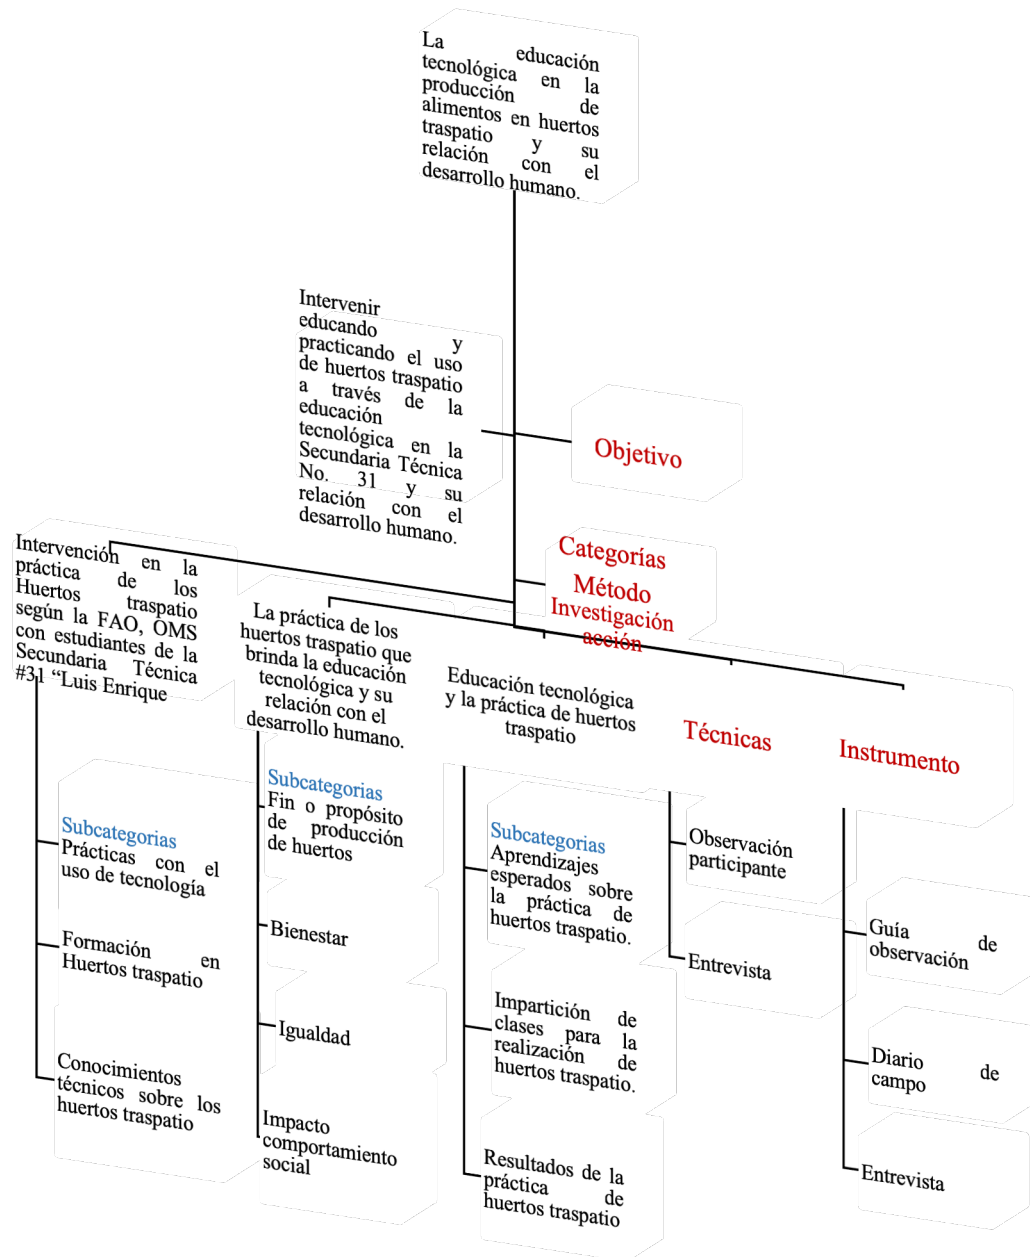 La educación
tecnológica en la
producción de
alimentos en huertos
traspatio y su
relación con el
desarrollo humano.
Intervenir
educando y
practicando el uso
de huertos traspatio
a través de la
educación
tecnológica en la
Secundaria Técnica
No. 31 y su
relación con el
desarrollo humano.
Objetivo
Categorías
Método
Investigación
acción
Intervención en la
práctica de los
Huertos traspatio
según la FAO, OMS
con estudiantes de la
Secundaria Técnica
#31 “Luis Enrique
Subcategorias
Prácticas con el
uso de tecnología
Formación en
Huertos traspatio
Conocimientos
técnicos sobre los
huertos traspatio
La práctica de los
huertos traspatio que
brinda la educación
tecnológica y su
relación con el
desarrollo humano.
Subcategorias
Fin o propósito
de producción
de huertos
Bienestar
Igualdad
Impacto
comportamiento
social
Educación tecnológica
y la práctica de huertos
traspatio
Subcategorias
Aprendizajes
esperados sobre
la práctica de
huertos traspatio.
Impartición de
clases para la
realización de
huertos traspatio.
Resultados de la
práctica de
huertos traspatio
Técnicas
Observación
participante
Entrevista
Instrumento
Guía de
observación
Diario de
campo
Entrevista